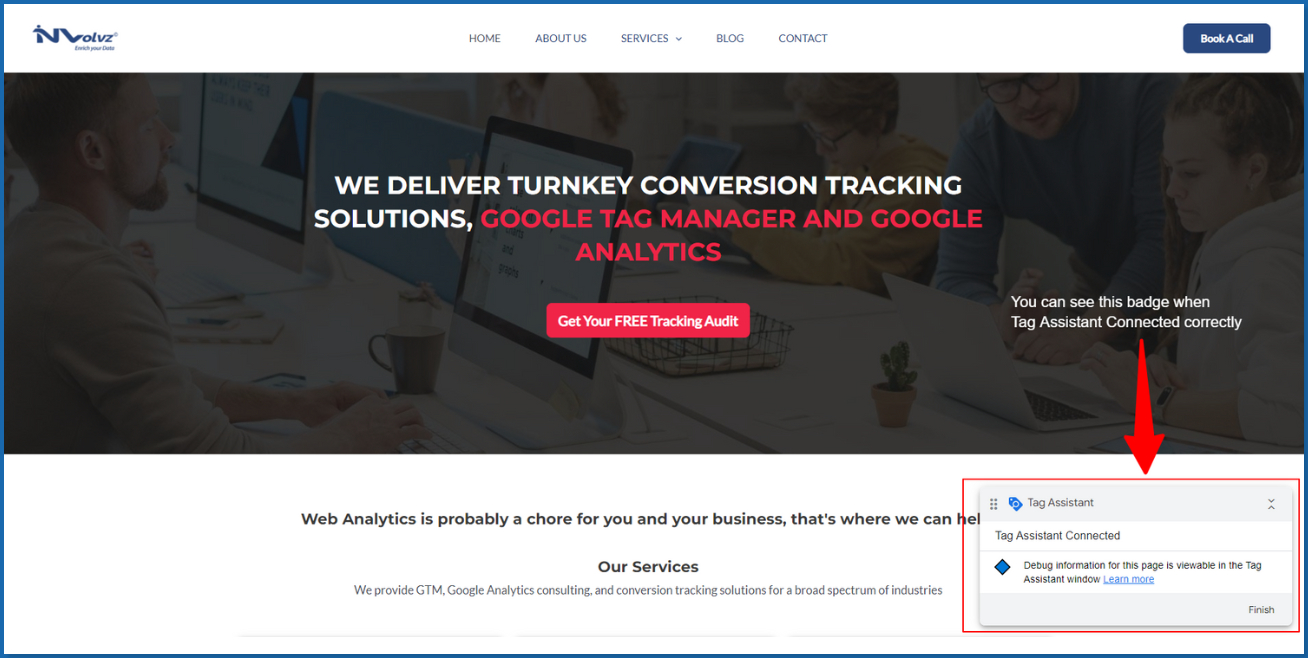 iNVolvz®
Enrich your Data
HOME
ABOUT US
SERVICES
BLOG
CONTACT
Book A Call
WE DELIVER TURNKEY CONVERSION TRACKING
SOLUTIONS, GOOGLE TAG MANAGER AND GOOGLE
ANALYTICS
and
graphs
Get Your FREE Tracking Audit
You can see this badge when
Tag Assistant Connected correctly
Web Analytics is probably a chore for you and your business, that's where we can hel
Our Services
We provide GTM, Google Analytics consulting, and conversion tracking solutions for a broad spectrum of industries
Tag Assistant
Tag Assistant Connected
Debug information for this page is viewable in the Tag
Assistant window Learn more
Finish